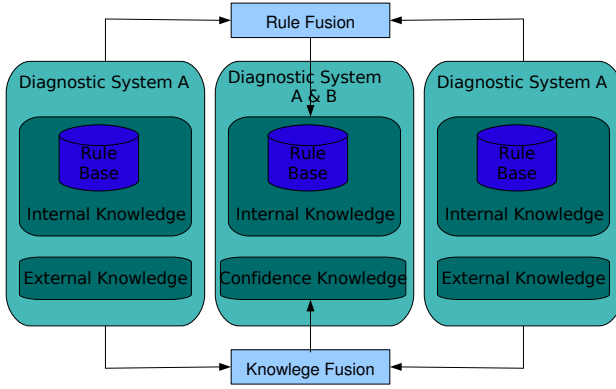 Rule Fusion
Diagnostic System A
Rule
Base
Internal Knowledge
External Knowledge
Diagnostic System
A & B
Rule
Base
Internal Knowledge
Confidence Knowledge
Diagnostic System A
Rule
Base
Internal Knowledge
External Knowledge
Knowlege Fusion